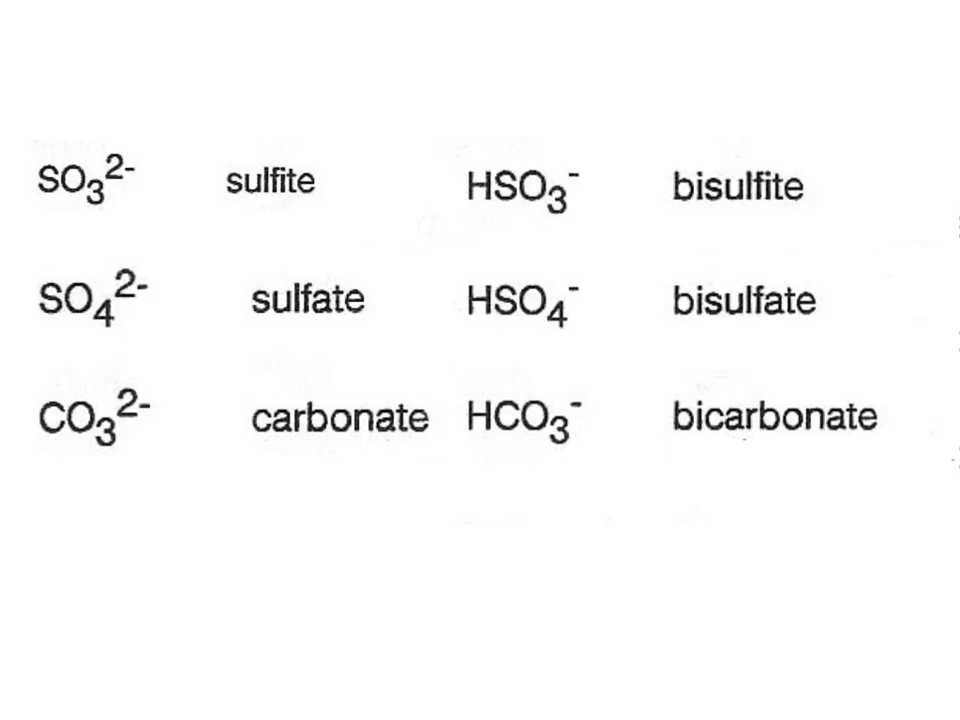 SO₃²⁻ sulfite HSO₃⁻ bisulfite
SO₄²⁻ sulfate HSO₄⁻ bisulfate
CO₃²⁻ carbonate HCO₃⁻ bicarbonate